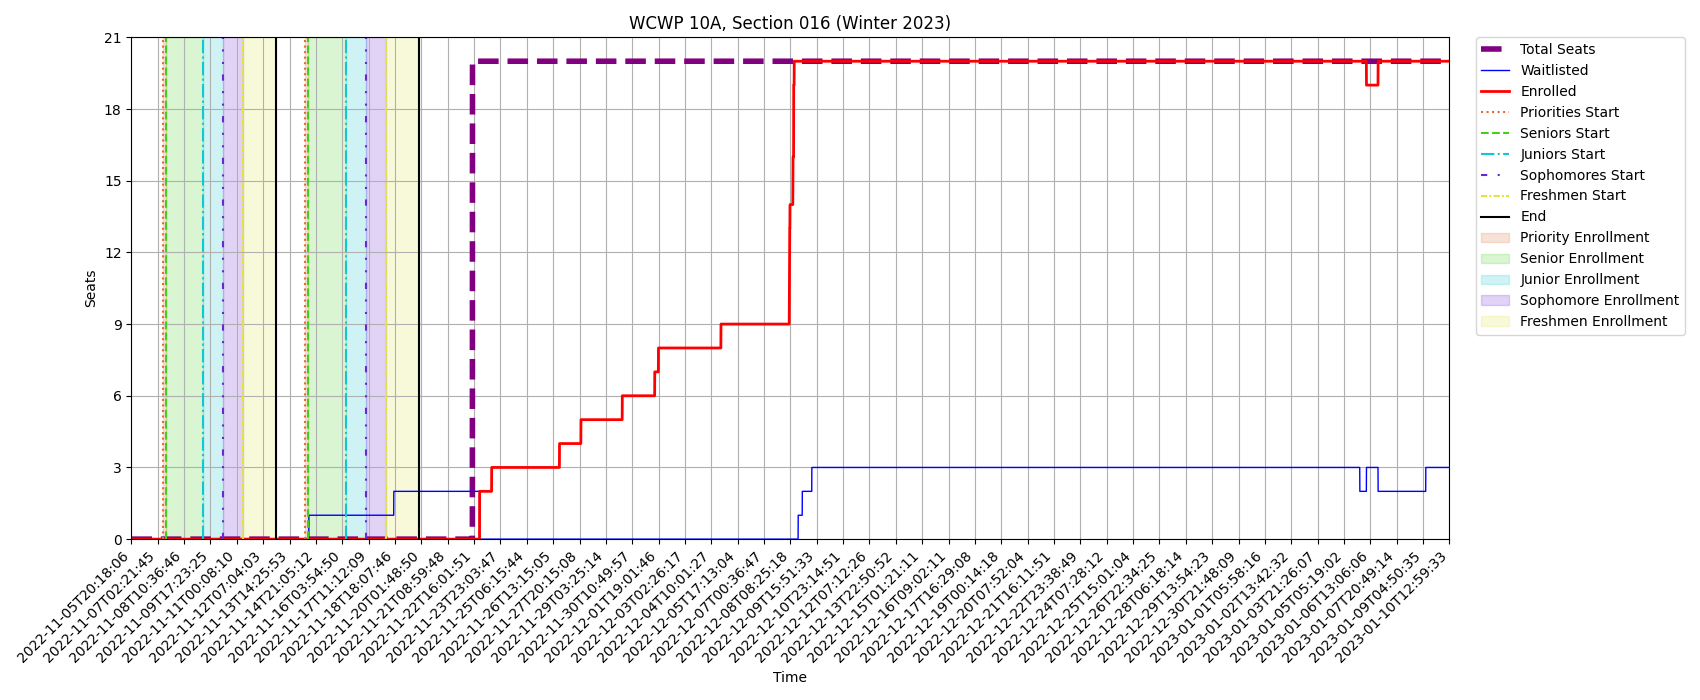 WCWP 10A, Section 016 (Winter 2023)
21
18
15
12
9
6
3
0
Seats
2022-11-05T20:18:06
2022-11-07T02:21:45
2022-11-08T10:36:46
2022-11-09T17:23:25
2022-11-11T00:08:10
2022-11-12T07:04:03
2022-11-13T14:25:53
2022-11-14T21:05:12
2022-11-16T03:54:50
2022-11-17T11:12:09
2022-11-18T18:07:46
2022-11-20T01:48:50
2022-11-21T08:59:48
2022-11-22T16:01:51
2022-11-23T23:03:47
2022-11-25T06:15:44
2022-11-26T13:15:05
2022-11-27T20:15:08
2022-11-29T03:25:14
2022-11-30T10:49:57
2022-12-01T19:01:46
2022-12-03T02:26:17
2022-12-04T10:01:27
2022-12-05T17:13:04
2022-12-07T00:36:47
2022-12-08T08:25:18
2022-12-09T15:51:33
2022-12-10T23:14:51
2022-12-12T07:12:26
2022-12-13T22:50:52
2022-12-15T01:21:11
2022-12-16T09:02:11
2022-12-17T16:29:08
2022-12-19T00:14:18
2022-12-20T07:52:04
2022-12-21T16:11:51
2022-12-22T23:38:49
2022-12-24T07:28:12
2022-12-25T15:01:04
2022-12-26T22:34:25
2022-12-28T06:18:14
2022-12-29T13:54:23
2022-12-30T21:48:09
2023-01-01T05:58:16
2023-01-02T13:42:32
2023-01-03T21:26:07
2023-01-05T05:19:02
2023-01-06T13:06:06
2023-01-07T20:49:14
2023-01-09T04:50:35
2023-01-10T12:59:33
Time
Total Seats
Waitlisted
Enrolled
Priorities Start
Seniors Start
Juniors Start
Sophomores Start
Freshmen Start
End
Priority Enrollment
Senior Enrollment
Junior Enrollment
Sophomore Enrollment
Freshmen Enrollment